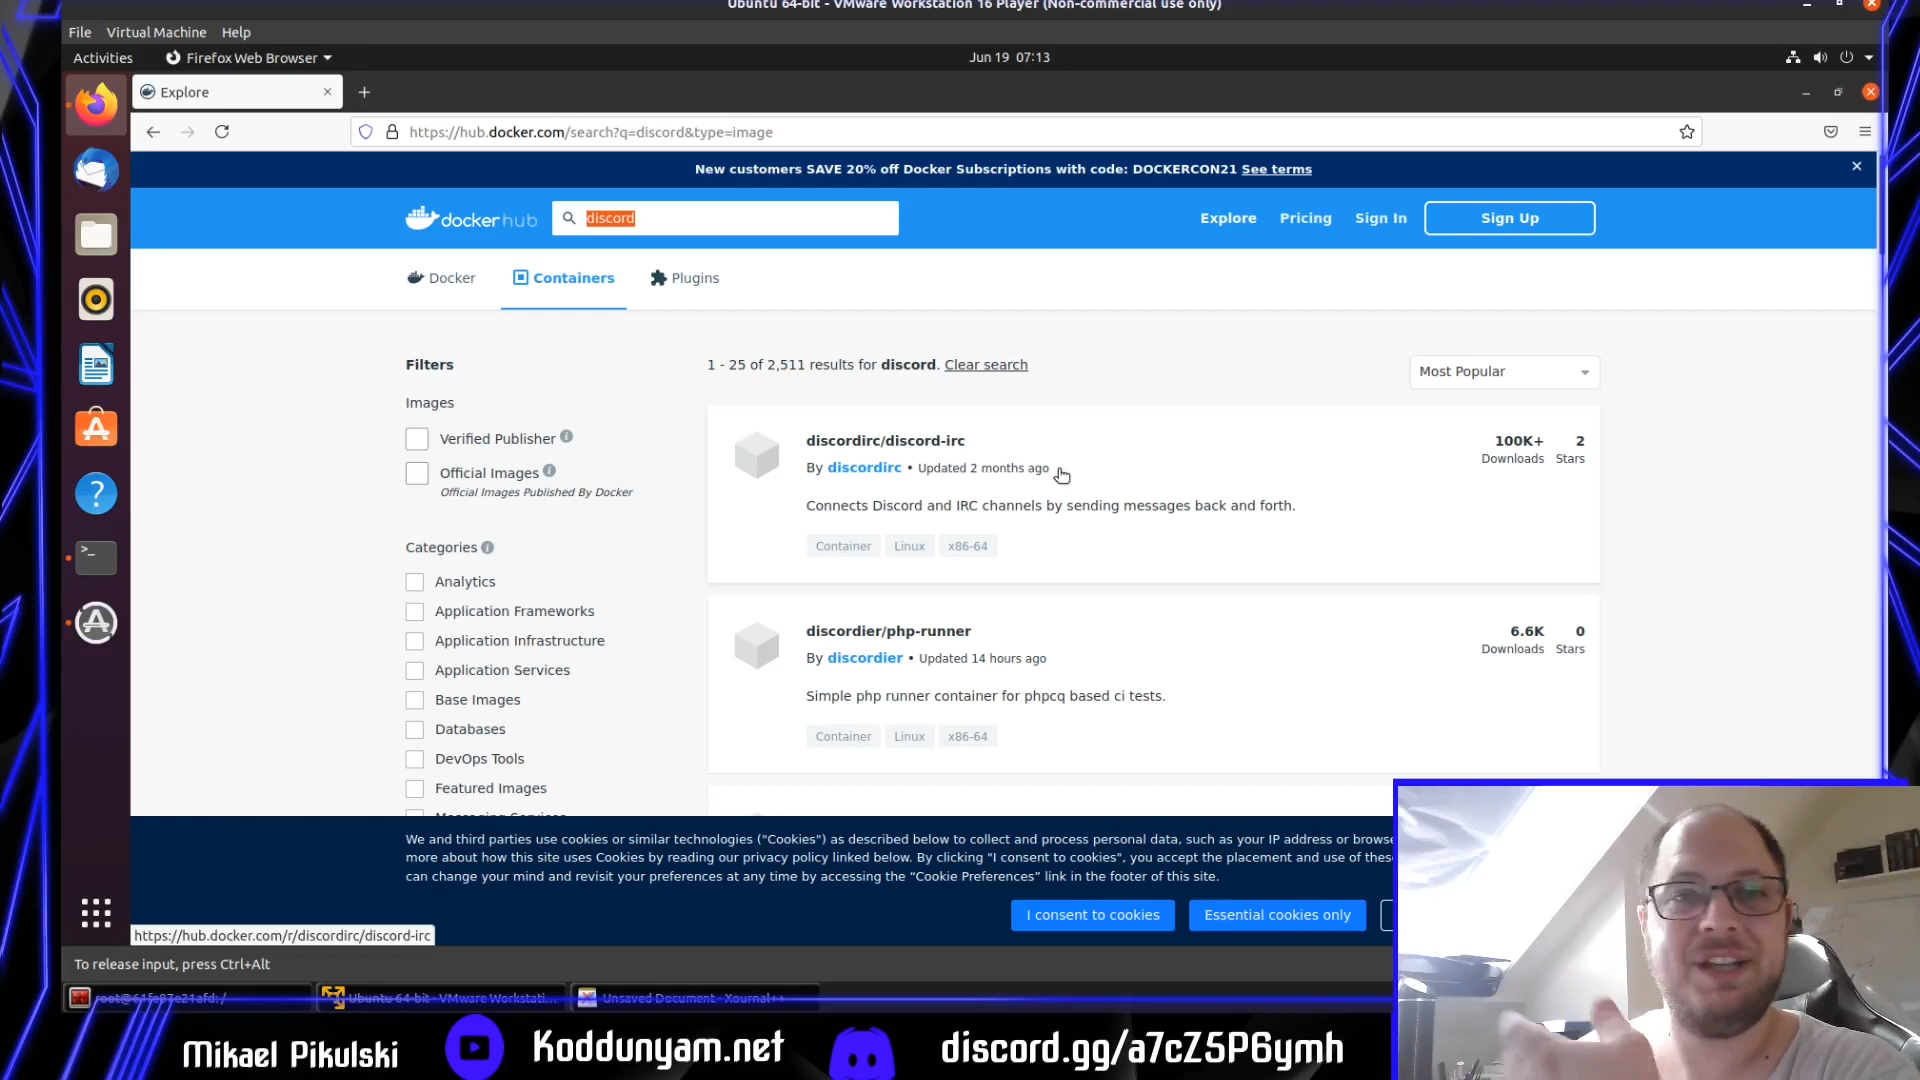 Ubuntu 64-bit - VMware Workstation 16 Player (Non-commercial use only)
File Virtual Machine Help
Activities Firefox Web Browser Jun 19 07:13
Explore
https://hub.docker.com/search?q=discord&type=image
New customers SAVE 20% off Docker Subscriptions with code: DOCKERCON21 See terms
docker hub discord Explore Pricing Sign In Sign Up
Docker Containers Plugins
Filters
Images
Verified Publisher
Official Images
Official Images Published By Docker
Categories
Analytics
Application Frameworks
Application Infrastructure
Application Services
Base Images
Databases
DevOps Tools
Featured Images
1 - 25 of 2,511 results for discord. Clear search
Most Popular
discordirc/discord-irc
By discordirc • Updated 2 months ago
Connects Discord and IRC channels by sending messages back and forth.
Container Linux x86-64
100K+ 2
Downloads Stars
discordier/php-runner
By discordier • Updated 14 hours ago
Simple php runner container for phpcq based ci tests.
Container Linux x86-64
6.6K 0
Downloads Stars
We and third parties use cookies or similar technologies ("Cookies") as described below to collect and process personal data, such as your IP address or browse
more about how this site uses Cookies by reading our privacy policy linked below. By clicking "I consent to cookies", you accept the placement and use of these
can change your mind and revisit your preferences at any time by accessing the “Cookie Preferences” link in the footer of this site.
I consent to cookies Essential cookies only
https://hub.docker.com/r/discordirc/discord-irc
To release input, press Ctrl+Alt
root@61fe87e21afd: / Ubuntu 64-bit - VMware Workstati... Unsaved Document - Xournal++
Mikael Pikulski Koddunyam.net discord.gg/a7cZ5P6ymh